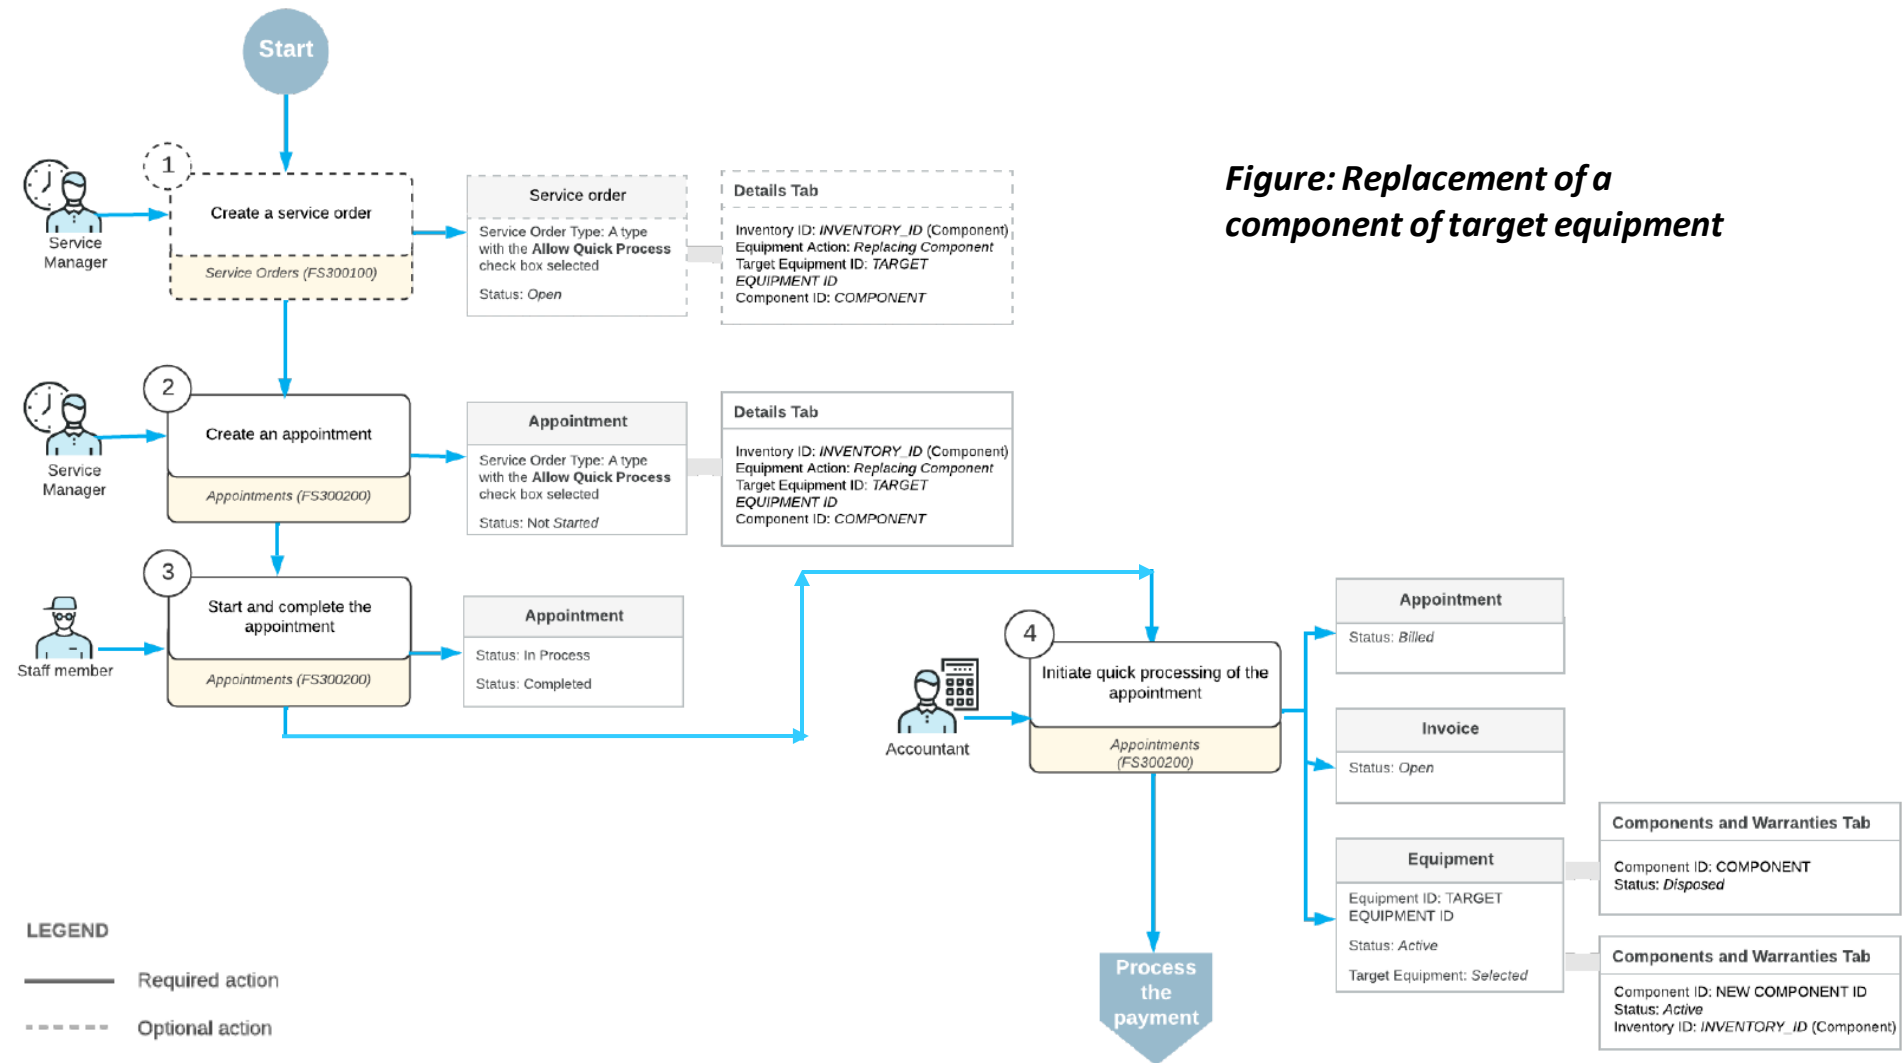 Start
Figure: Replacement of a
component of target equipment
1
Service
Manager
Create a service order
Service Orders (FS300100)
Service order
Service Order Type: A type
with the Allow Quick Process
check box selected
Status: Open
Details Tab
Inventory ID: INVENTORY_ID (Component)
Equipment Action: Replacing Component
Target Equipment ID: TARGET
EQUIPMENT ID
Component ID: COMPONENT
2
Service
Manager
Create an appointment
Appointments (FS300200)
Appointment
Service Order Type: A type
with the Allow Quick Process
check box selected
Status: Not Started
Details Tab
Inventory ID: INVENTORY_ID (Component)
Equipment Action: Replacing Component
Target Equipment ID: TARGET
EQUIPMENT ID
Component ID: COMPONENT
3
Staff member
Start and complete the
appointment
Appointments (FS300200)
Appointment
Status: In Process
Status: Completed
4
Accountant
Initiate quick processing of the
appointment
Appointments
(FS300200)
Appointment
Status: Billed
Invoice
Status: Open
Equipment
Equipment ID: TARGET
EQUIPMENT ID
Status: Active
Target Equipment: Selected
Components and Warranties Tab
Component ID: COMPONENT
Status: Disposed
Components and Warranties Tab
Component ID: NEW COMPONENT ID
Status: Active
Inventory ID: INVENTORY_ID (Component)
Process
the
payment
LEGEND
Required action
Optional action